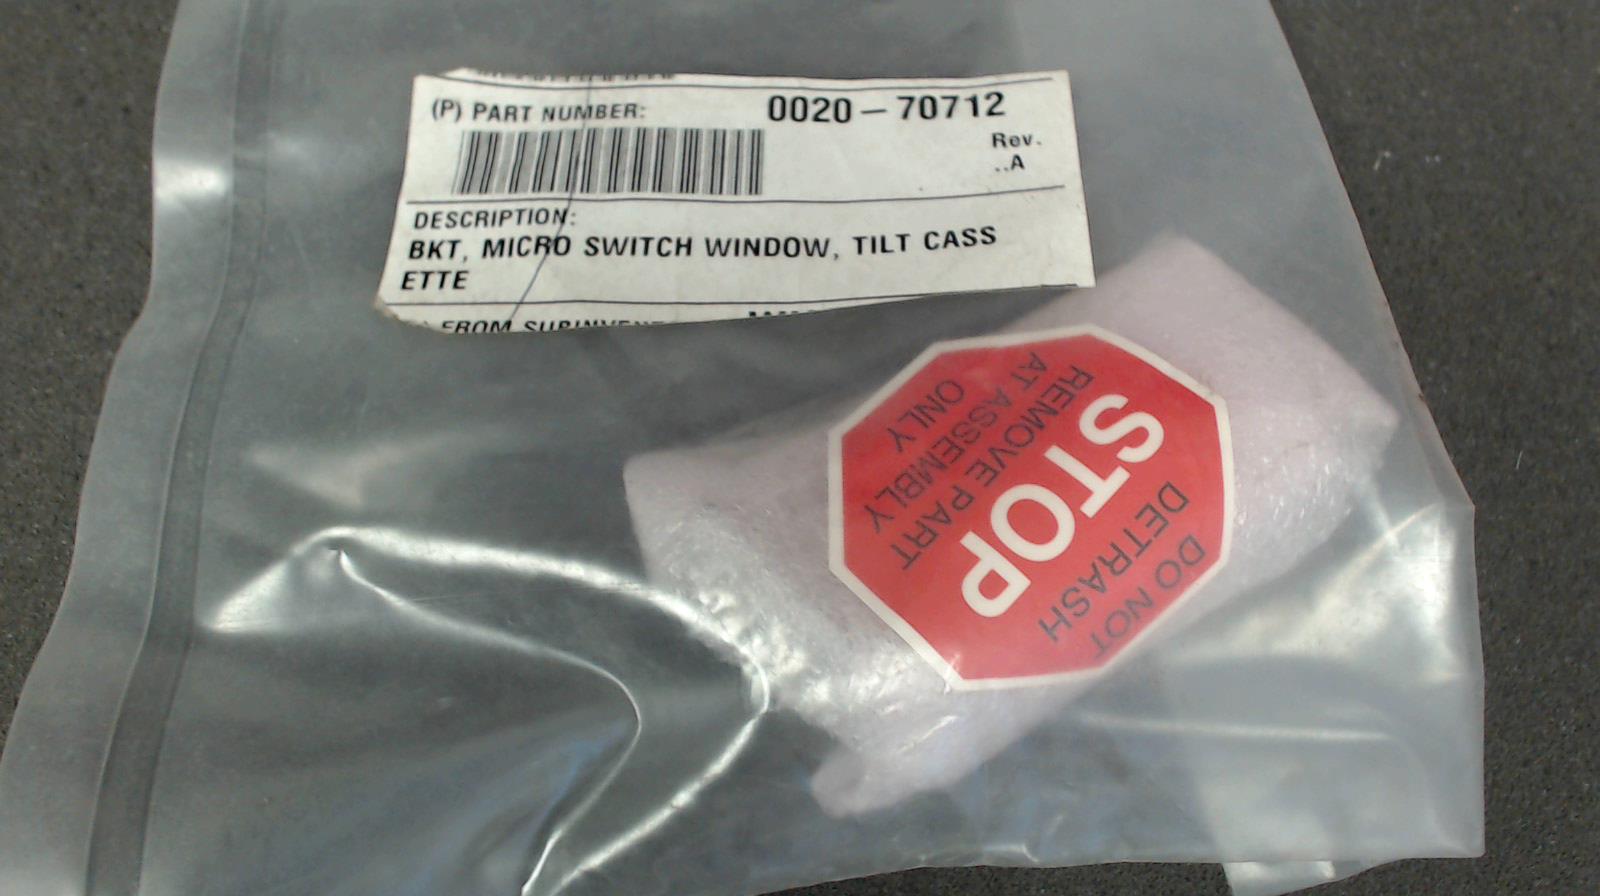 (P) PART NUMBER: 0020-70712
Rev.
..A
DESCRIPTION:
BKT, MICRO SWITCH WINDOW, TILT CASS
ETTE
FROM
DO NOT
DETRASH
STOP
REMOVE PART
AT ASSEMBLY
ONLY